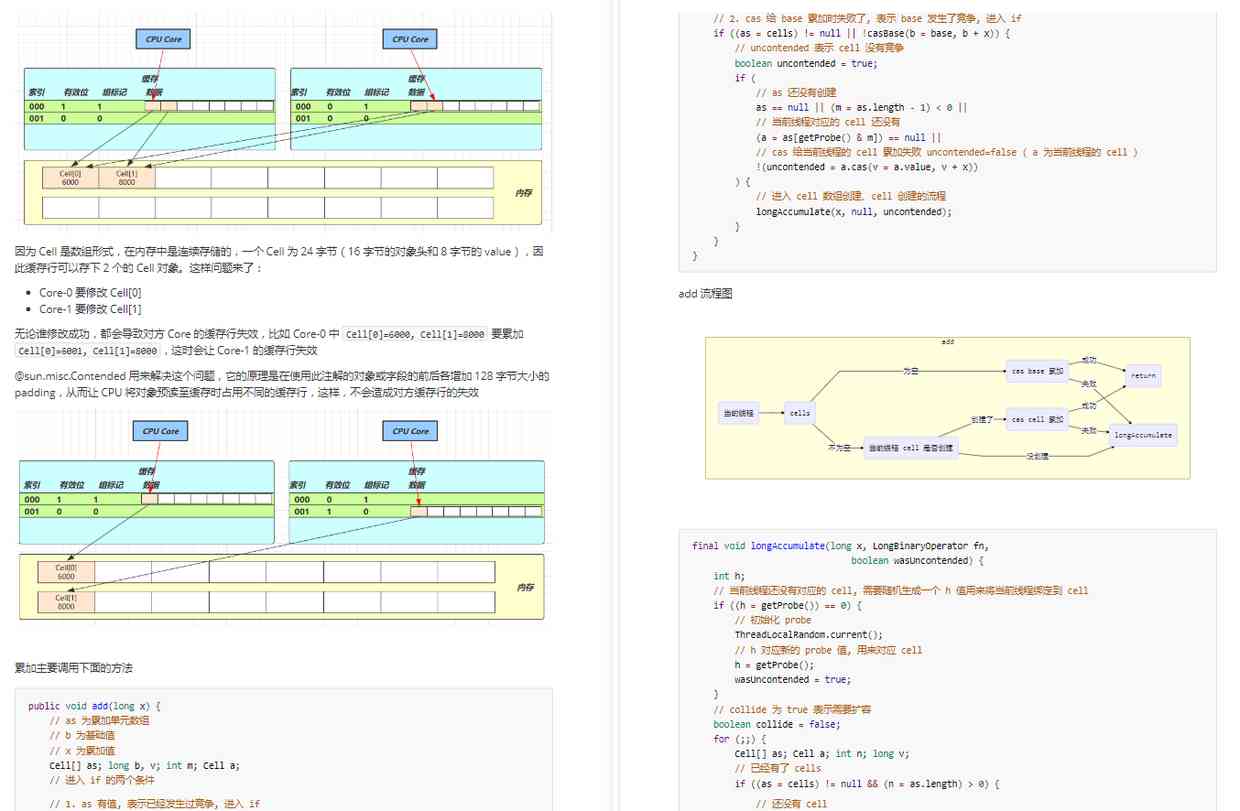 CPU Core
CPU Core
缓存
缓存
索引 有效位 组标记 数据
索引 有效位 组标记 数据
000 1 1
000 0 1
001 0 0
001 0 0
Cell[0]
6000
Cell[1]
8000
内存
因为 Cell 是数组形式，在内存中是连续存储的，一个 Cell 为 24 字节（16 字节的对象头和 8 字节的 value），因
此缓存行可以存下 2 个的 Cell 对象。这样问题来了：
• Core-0 要修改 Cell[0]
• Core-1 要修改 Cell[1]
无论谁修改成功，都会导致对方 Core 的缓存行失效，比如 Core-0 中 Cell[0]=6000, Cell[1]=8000 要累加
Cell[0]=6001, Cell[1]=8000，这时会让 Core-1 的缓存行失效
@sun.misc.Contended 用来解决这个问题，它的原理是在使用此注解的对象或字段的前后各增加 128 字节大小的
padding，从而让 CPU 将对象预读至缓存时占用不同的缓存行，这样，不会造成对方缓存行的失效
CPU Core
CPU Core
缓存
缓存
索引 有效位 组标记 数据
索引 有效位 组标记 数据
000 1 1
000 0 1
001 0 0
001 1 0
Cell[0]
6000
Cell[1]
8000
内存
累加主要调用下面的方法
public void add(long x) {
// as 为累加单元数组
// b 为基础值
// x 为累加值
Cell[] as; long b, v; int m; Cell a;
// 进入 if 的两个条件
// 1. as 有值, 表示已经发生过竞争, 进入 if
// 2. cas 给 base 累加时失败了, 表示 base 发生了竞争, 进入 if
if ((as = cells) != null || !casBase(b = base, b + x)) {
// uncontended 表示 cell 没有竞争
boolean uncontended = true;
if (
// as 还没有创建
as == null || (m = as.length - 1) < 0 ||
// 当前线程对应的 cell 还没有
(a = as[getProbe() & m]) == null ||
// cas 给当前线程的 cell 累加失败 uncontended=false ( a 为当前线程的 cell )
!(uncontended = a.cas(v = a.value, v + x))
) {
// 进入 cell 数组创建、cell 创建的流程
longAccumulate(x, null, uncontended);
}
}
}
add 流程图
add
当前线程
cells
为空
不为空
cas base 累加
成功
失败
return
当前线程 cell 是否创建
创建了
cas cell 累加
成功
失败
没创建
longAccumulate
final void longAccumulate(long x, LongBinaryOperator fn,
boolean wasUncontended) {
int h;
// 当前线程还没有对应的 cell, 需要随机生成一个 h 值用来将当前线程绑定到 cell
if ((h = getProbe()) == 0) {
// 初始化 probe
ThreadLocalRandom.current();
// h 对应新的 probe 值, 用来对应 cell
h = getProbe();
wasUncontended = true;
}
// collide 为 true 表示需要扩容
boolean collide = false;
for (;;) {
Cell[] as; Cell a; int n; long v;
// 已经有了 cells
if ((as = cells) != null && (n = as.length) > 0) {
// 还没有 cell